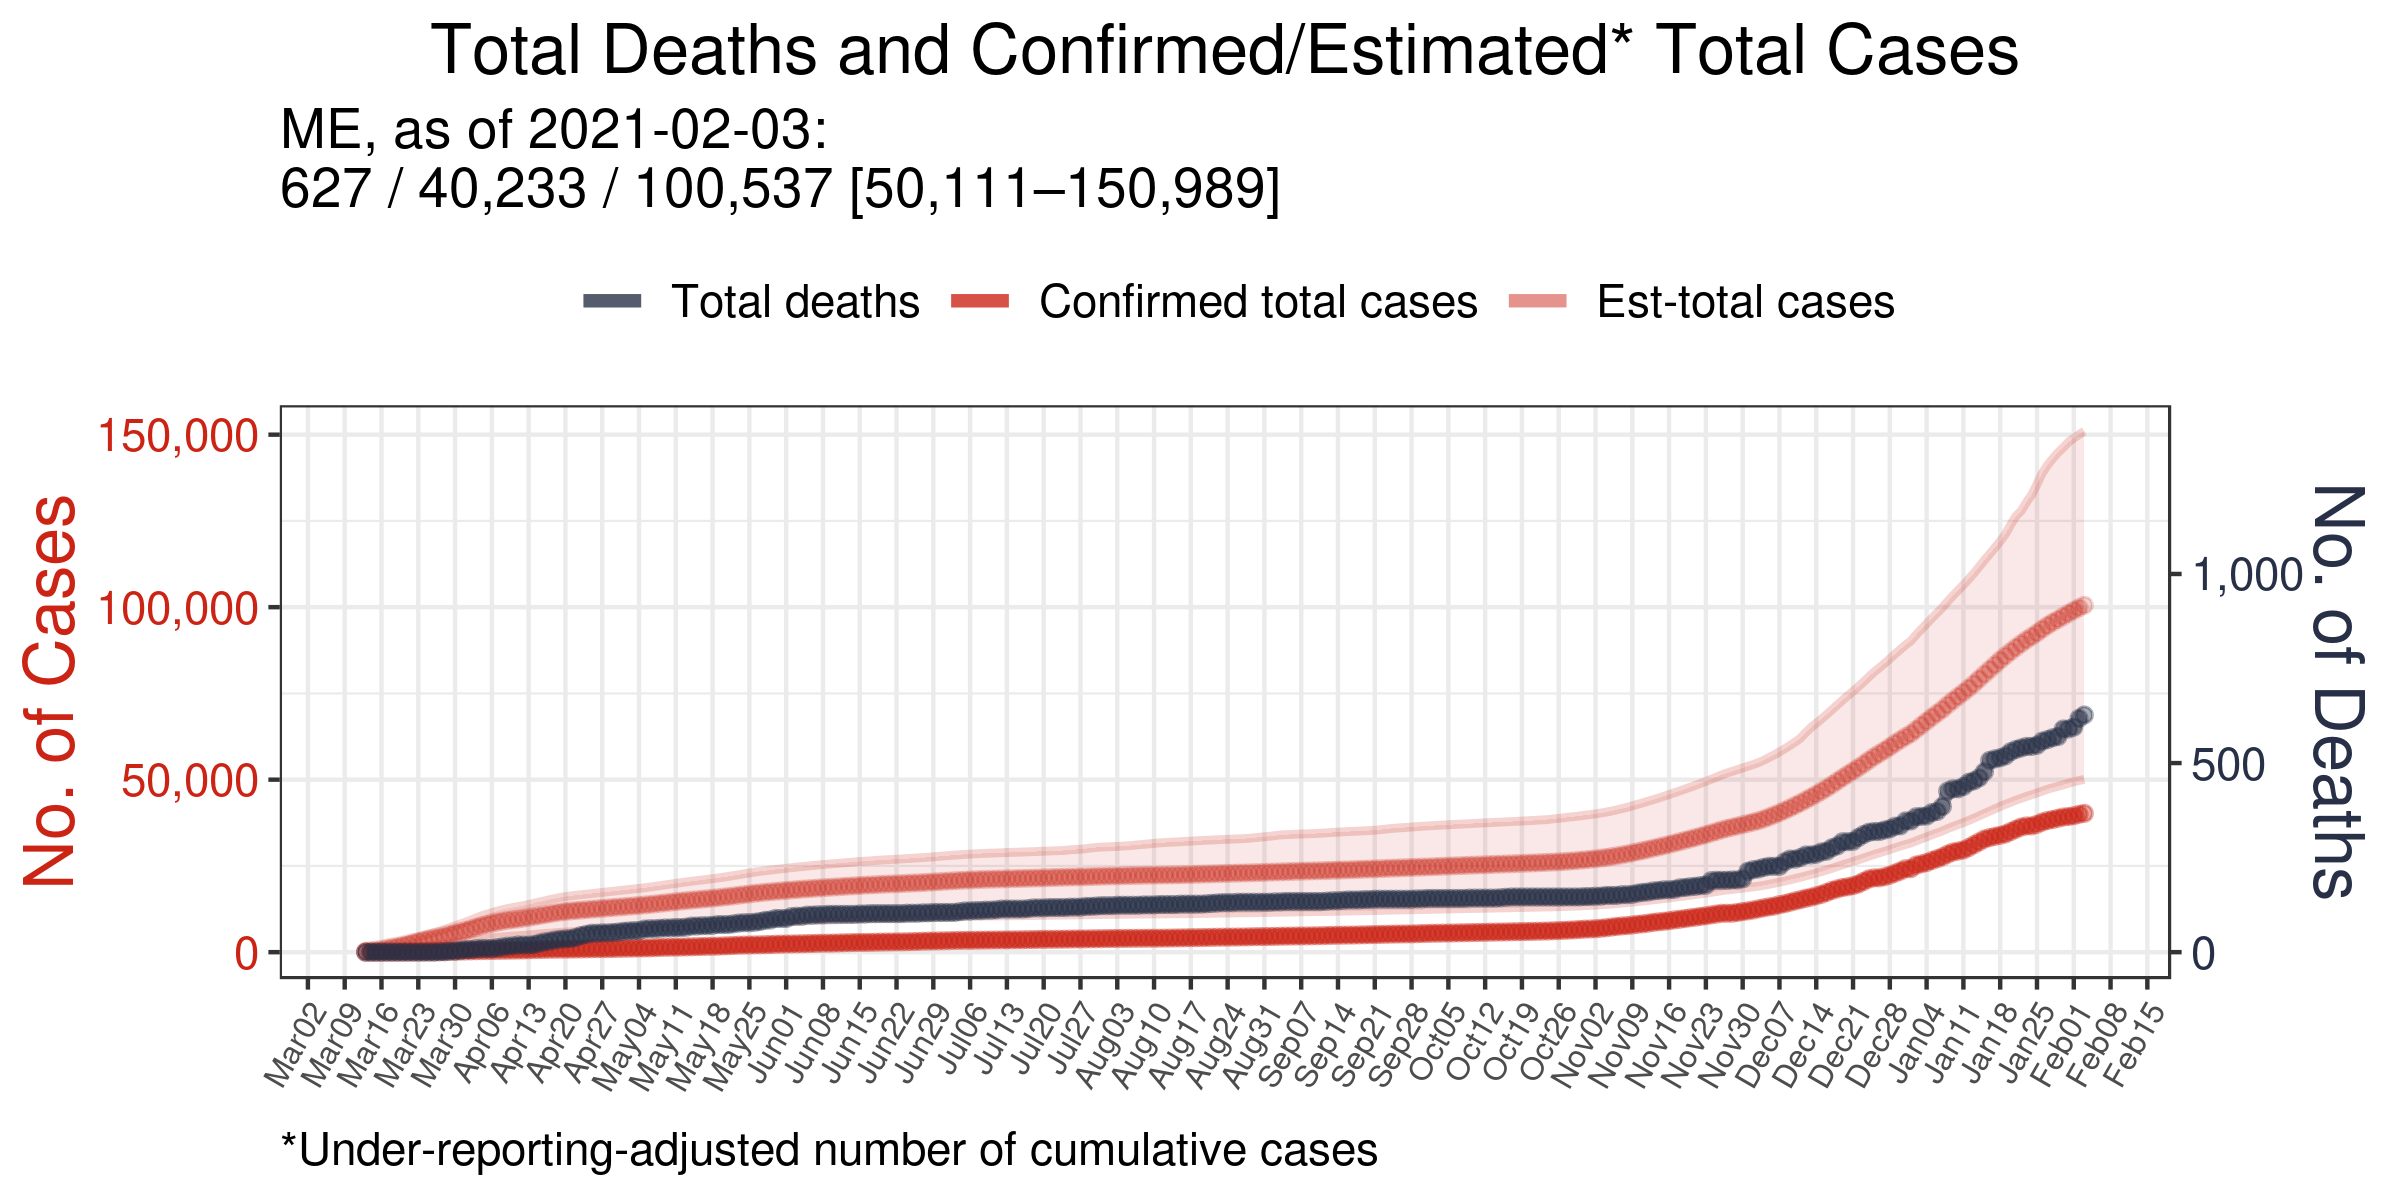 Total Deaths and Confirmed/Estimated* Total Cases
ME, as of 2021-02-03:
627 / 40,233 / 100,537 [50,111–150,989]
Total deaths
Confirmed total cases
Est-total cases
No. of Cases
150,000
100,000
50,000
0
No. of Deaths
1,000
500
0
Mar02
Mar09
Mar16
Mar23
Mar30
Apr06
Apr13
Apr20
Apr27
May04
May11
May18
May25
Jun01
Jun08
Jun15
Jun22
Jun29
Jul06
Jul13
Jul20
Jul27
Aug03
Aug10
Aug17
Aug24
Aug31
Sep07
Sep14
Sep21
Sep28
Oct05
Oct12
Oct19
Oct26
Nov02
Nov09
Nov16
Nov23
Nov30
Dec07
Dec14
Dec21
Dec28
Jan04
Jan11
Jan18
Jan25
Feb01
Feb08
Feb15
*Under-reporting-adjusted number of cumulative cases